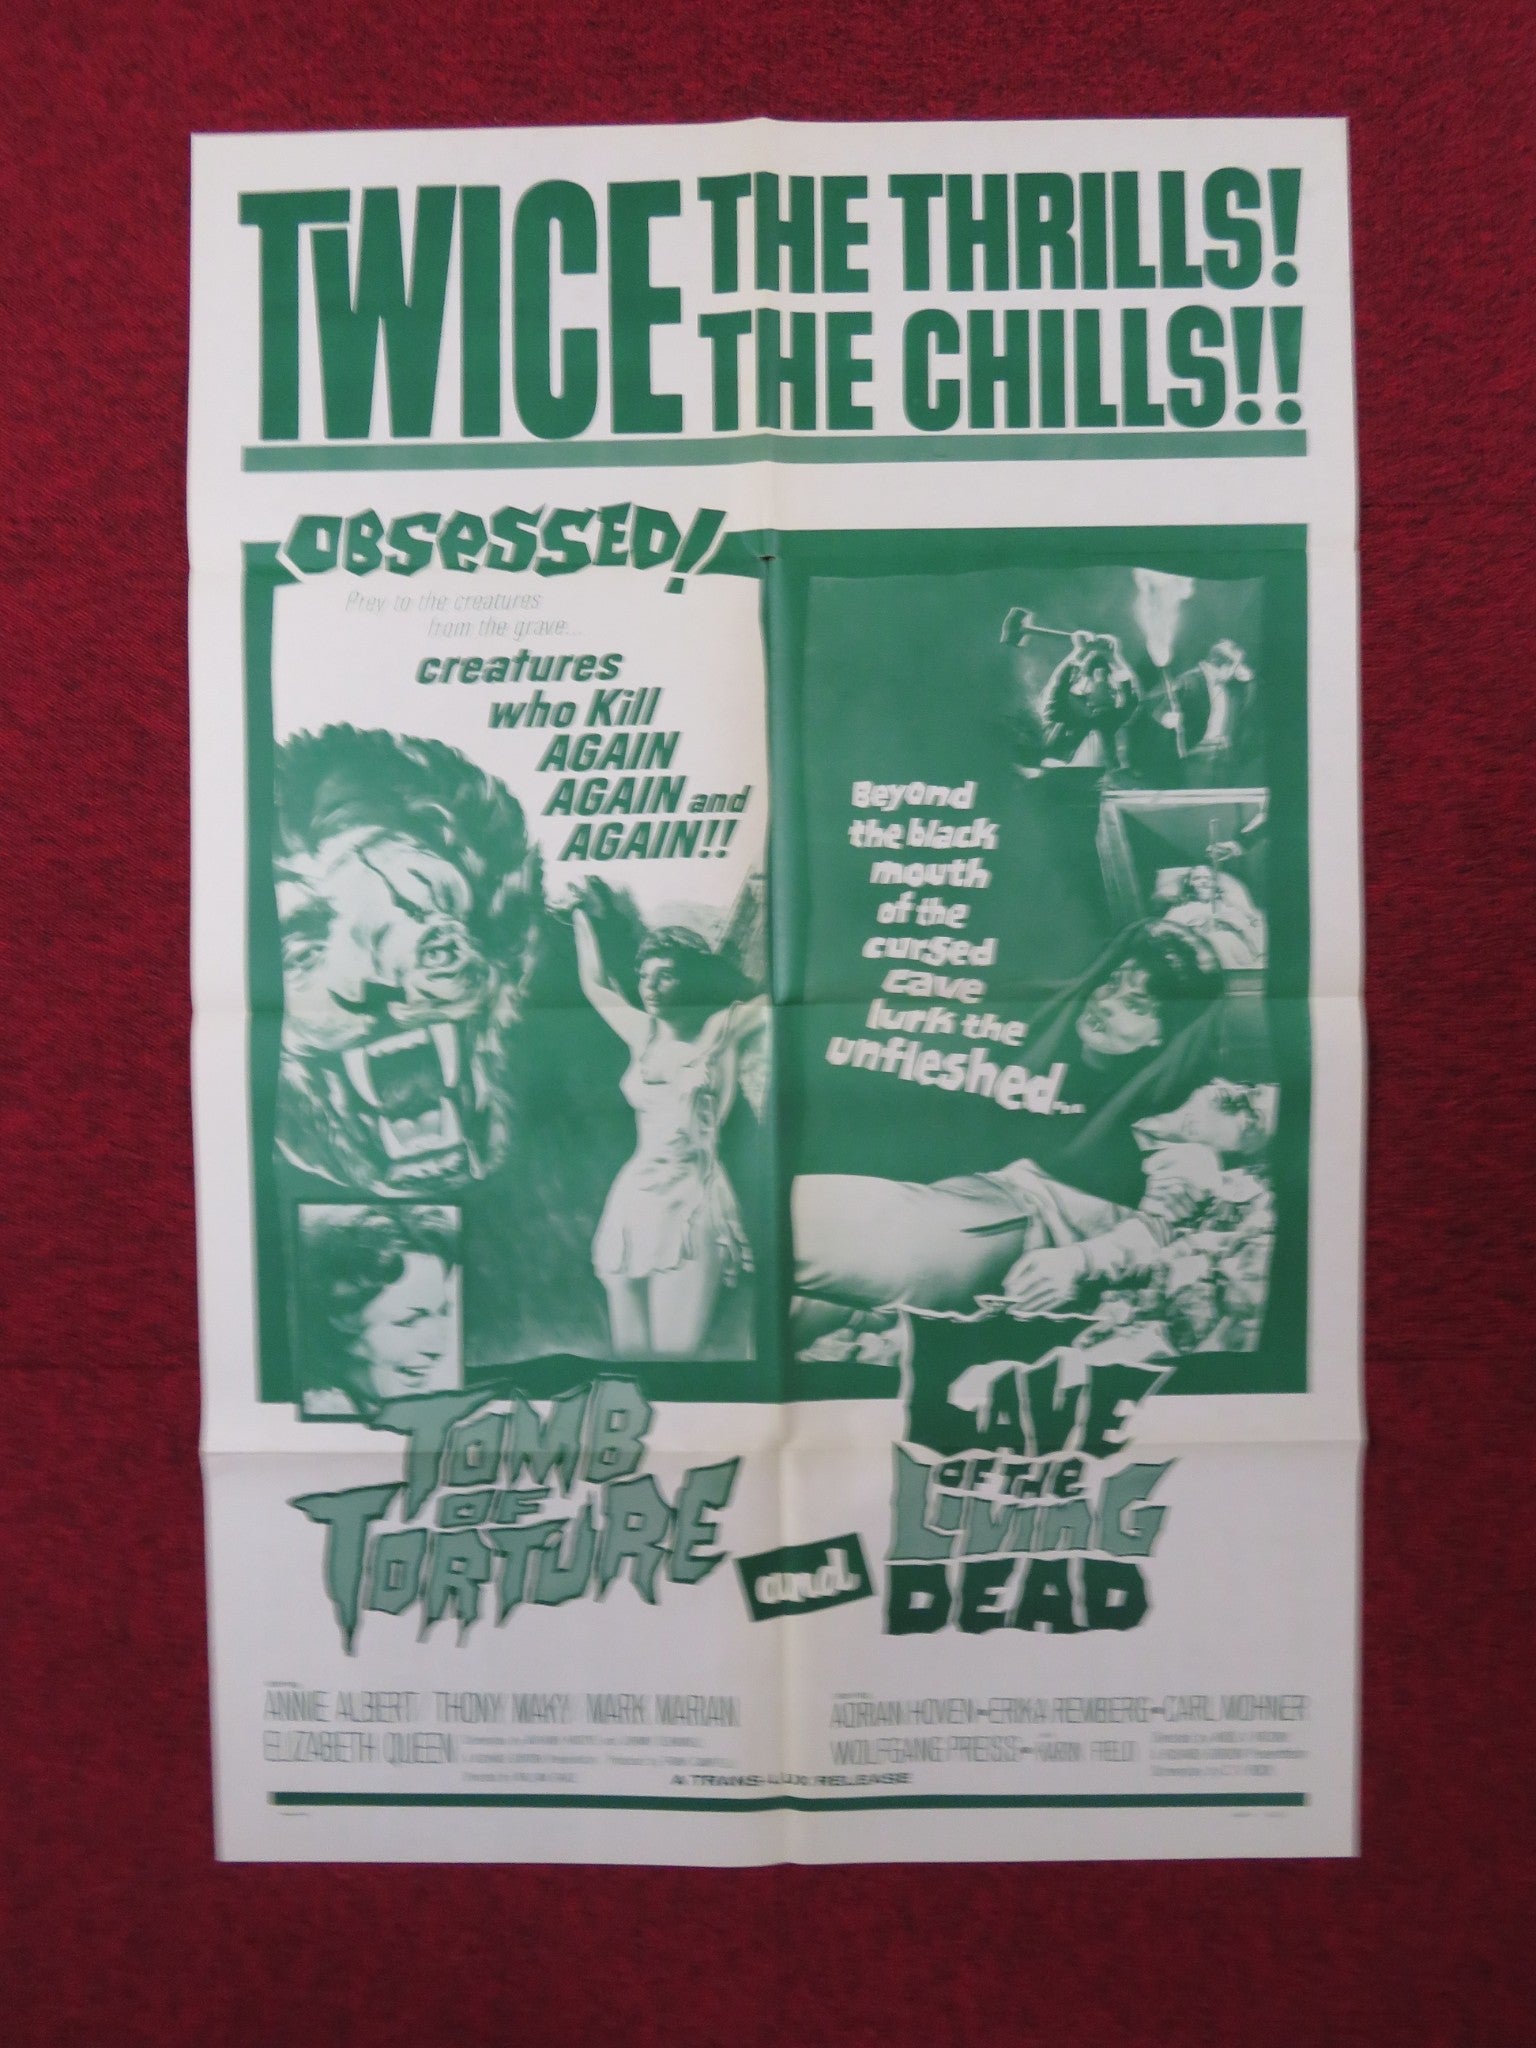 TWICE THE THRILLS!
THE CHILLS!!
OBSESSED!
Prey to the creatures
from the grave...
creatures
who Kill
AGAIN
AGAIN and
AGAIN!!
Beyond
the black
mouth
of the
cursed
cave
lurk the
unfleshed...
TOMB
OF
TORTURE
and
CAVE
OF THE
LIVING
DEAD
ANNIE ALBERT / THONY MAKY / MARK MARIAN
ELIZABETH QUEEN
ADRIAN HOVEN - ERIKA REMBERG - CARL MOHNER
WOLFGANG PREISS - KARIN FIELD
A TRANS-LUX RELEASE